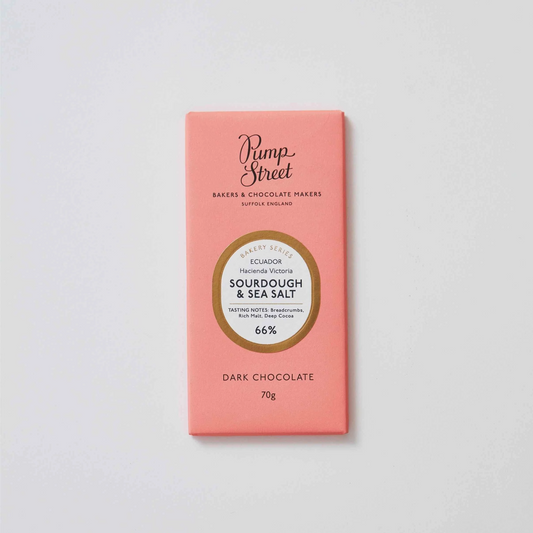 Pump
Street
BAKERS & CHOCOLATE MAKERS
SUFFOLK ENGLAND
BAKERY SERIES
ECUADOR
Hacienda Victoria
SOURDOUGH
& SEA SALT
TASTING NOTES: Breadcrumbs,
Rich Malt, Deep Cocoa
66%
DARK CHOCOLATE
70g